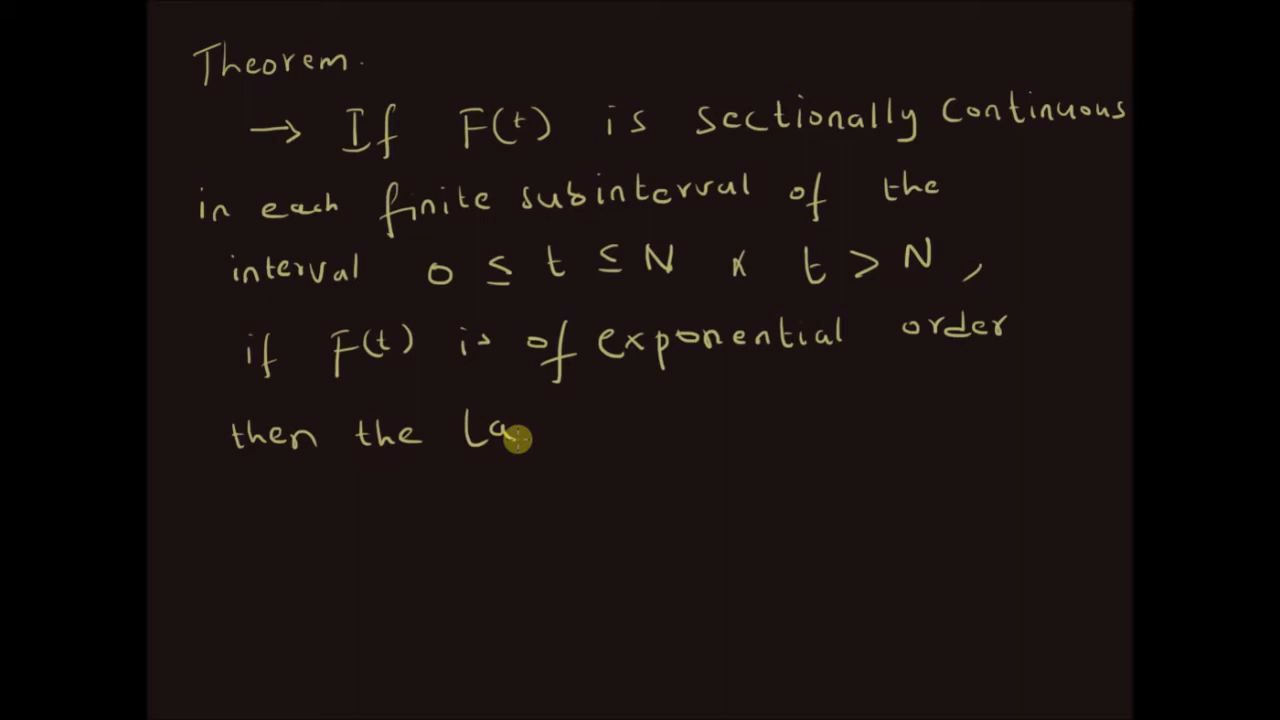 Theorem.
→ If F(t) is sectionally continuous
in each finite subinterval of the
interval 0 ≤ t ≤ N & t > N ,
if F(t) is of exponential order
then the La